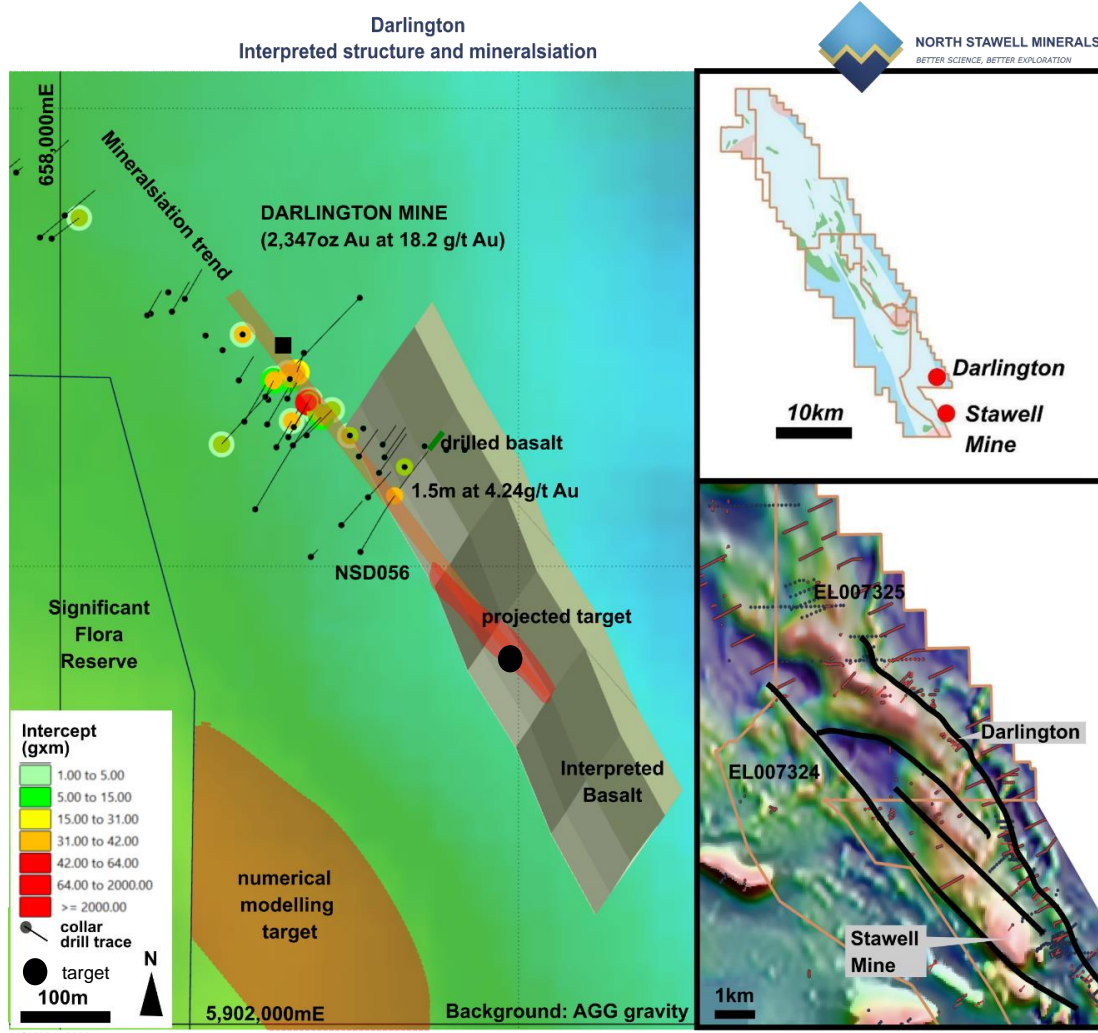 Darlington
Interpreted structure and mineralsiation
NORTH STAWELL MINERALS
BETTER SCIENCE, BETTER EXPLORATION
658,000mE
Mineralsiation trend
DARLINGTON MINE
(2,347oz Au at 18.2 g/t Au)
drilled basalt
1.5m at 4.24g/t Au
NSD056
projected target
Significant
Flora
Reserve
Interpreted
Basalt
numerical
modelling
target
Intercept
(gxm)
1.00 to 5.00
5.00 to 15.00
15.00 to 31.00
31.00 to 42.00
42.00 to 64.00
64.00 to 2000.00
>= 2000.00
collar
drill trace
target
N
100m
5,902,000mE
Background: AGG gravity
Darlington
Stawell
Mine
10km
EL007325
Darlington
EL007324
Stawell
Mine
1km